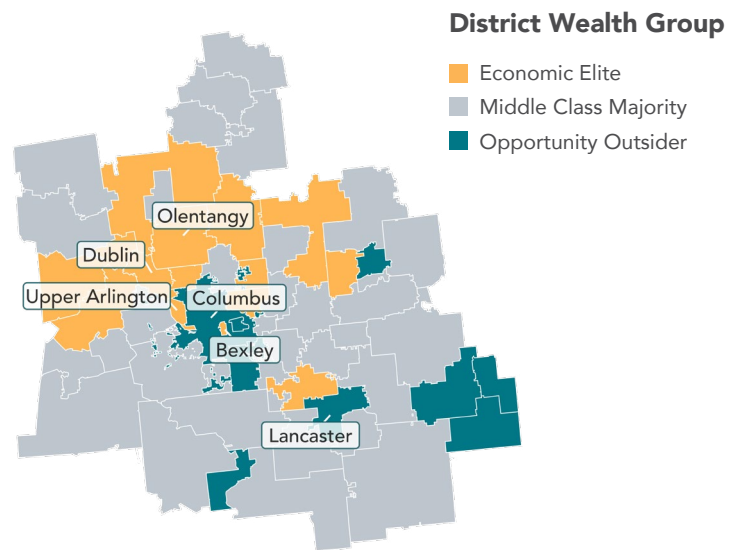 District Wealth Group
Economic Elite
Middle Class Majority
Opportunity Outsider
Olentangy
Dublin
Upper Arlington
Columbus
Bexley
Lancaster